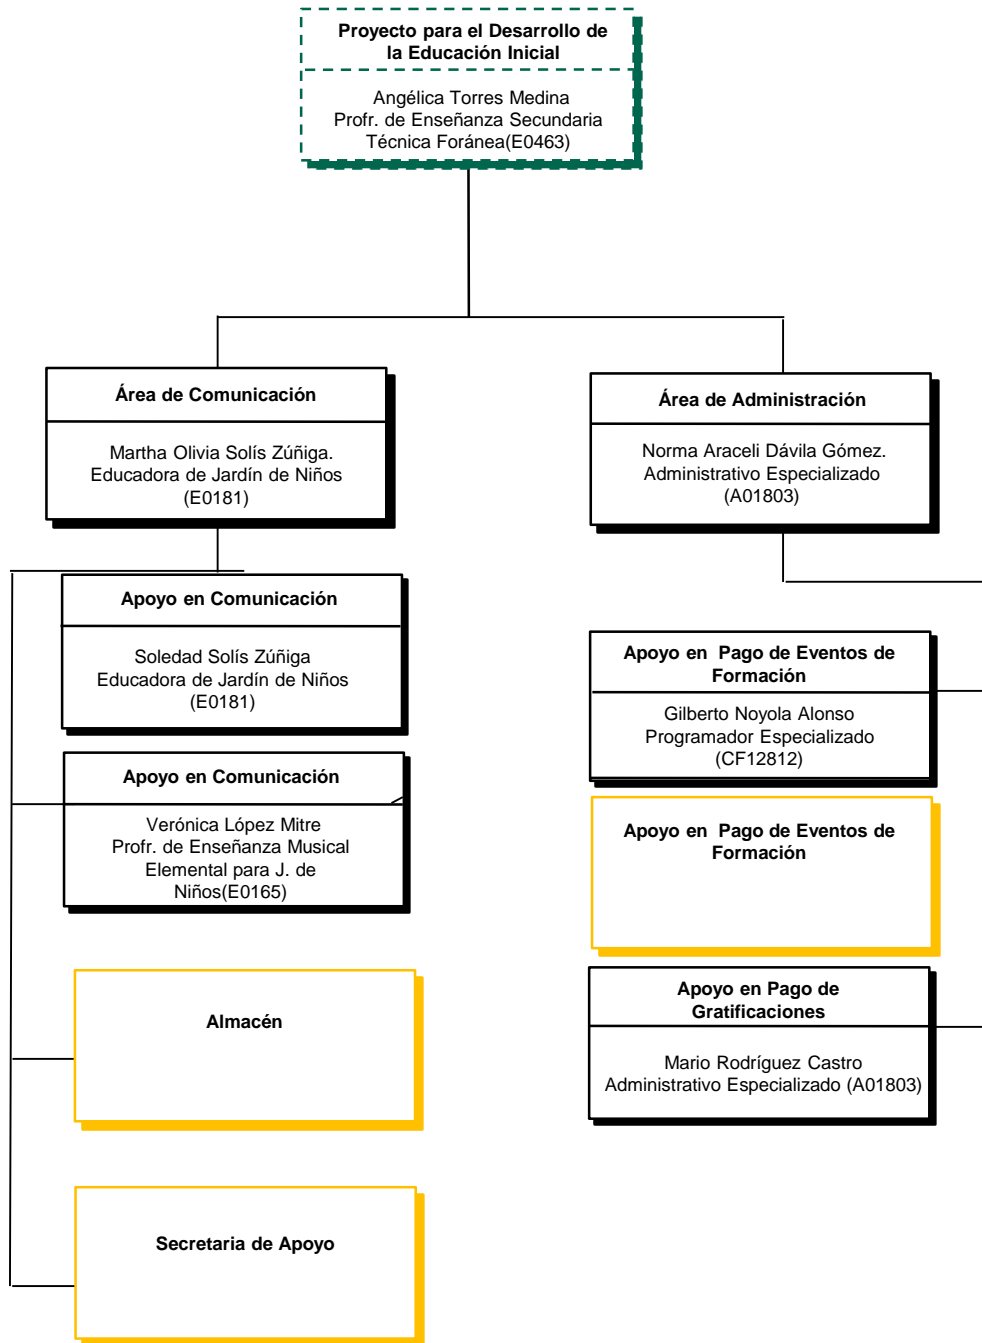 Proyecto para el Desarrollo de
la Educación Inicial
Angélica Torres Medina
Profr. de Enseñanza Secundaria
Técnica Foránea(E0463)
Área de Comunicación
Martha Olivia Solís Zúñiga.
Educadora de Jardín de Niños
(E0181)
Apoyo en Comunicación
Soledad Solís Zúñiga
Educadora de Jardín de Niños
(E0181)
Apoyo en Comunicación
Verónica López Mitre
Profr. de Enseñanza Musical
Elemental para J. de
Niños(E0165)
Almacén
Secretaria de Apoyo
Área de Administración
Norma Araceli Dávila Gómez.
Administrativo Especializado
(A01803)
Apoyo en  Pago de Eventos de
Formación
Gilberto Noyola Alonso
Programador Especializado
(CF12812)
Apoyo en  Pago de Eventos de
Formación
Apoyo en Pago de
Gratificaciones
Mario Rodríguez Castro
Administrativo Especializado (A01803)